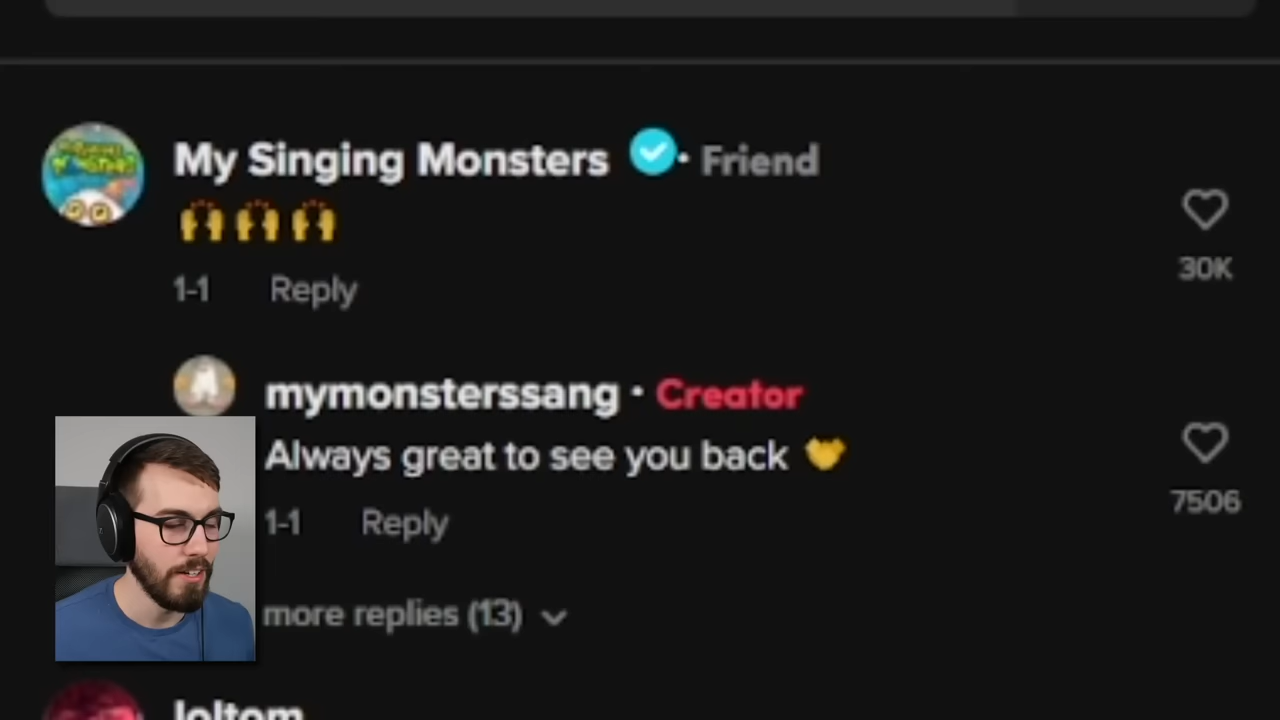 My Singing Monsters · Friend
🙌🙌🙌
1-1 Reply
30K
mymonsterssang · Creator
Always great to see you back 💛
1-1 Reply
7506
more replies (13)
loltom